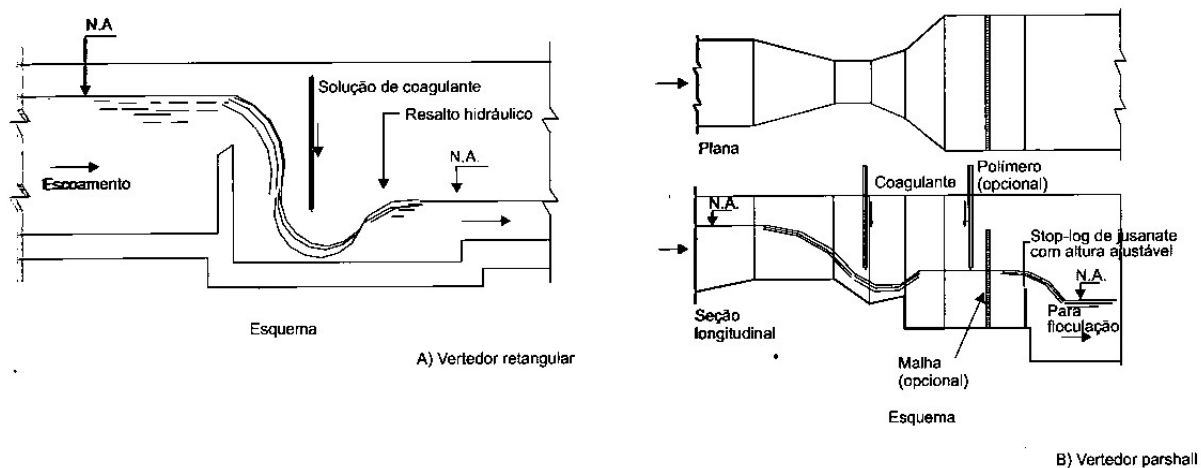 N.A
Solução de coagulante
Resalto hidráulico
N.A.
Escoamento
Esquema
A) Vertedor retangular
Plana
Coagulante
Polímero
(opcional)
N.A.
Stop-log de jusanate
com altura ajustável
N.A.
Seção
longitudinal
Para
floculação
Malha
(opcional)
Esquema
B) Vertedor parshall